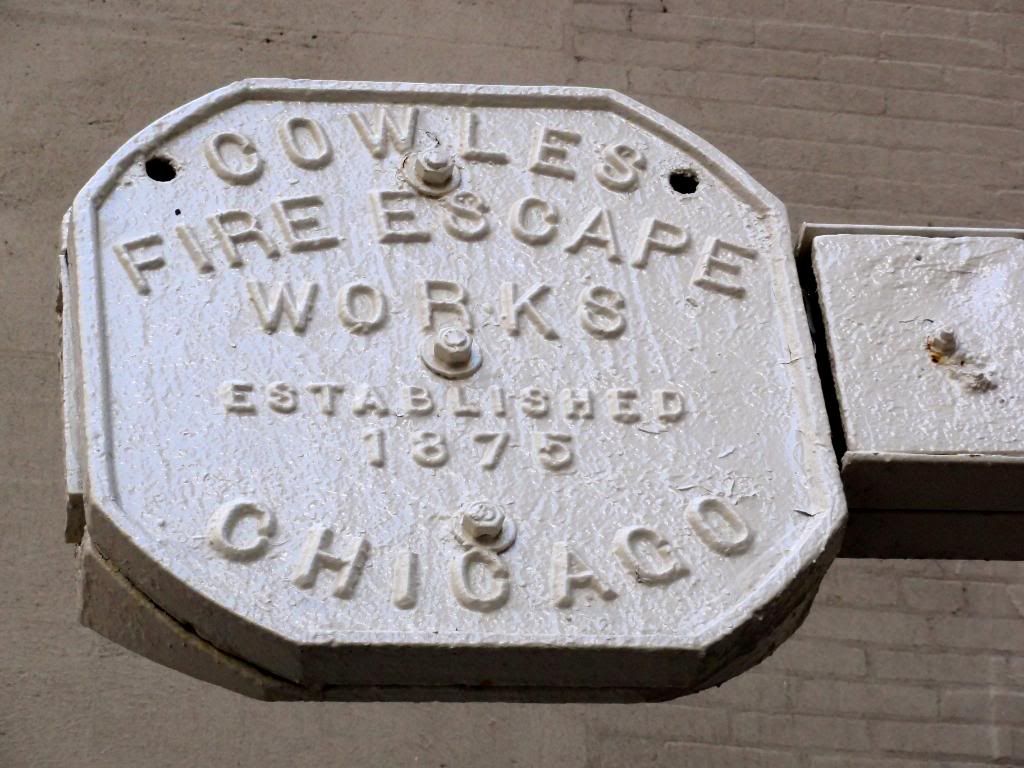 COWLES
FIRE ESCAPE
WORKS
ESTABLISHED
1875
CHICAGO